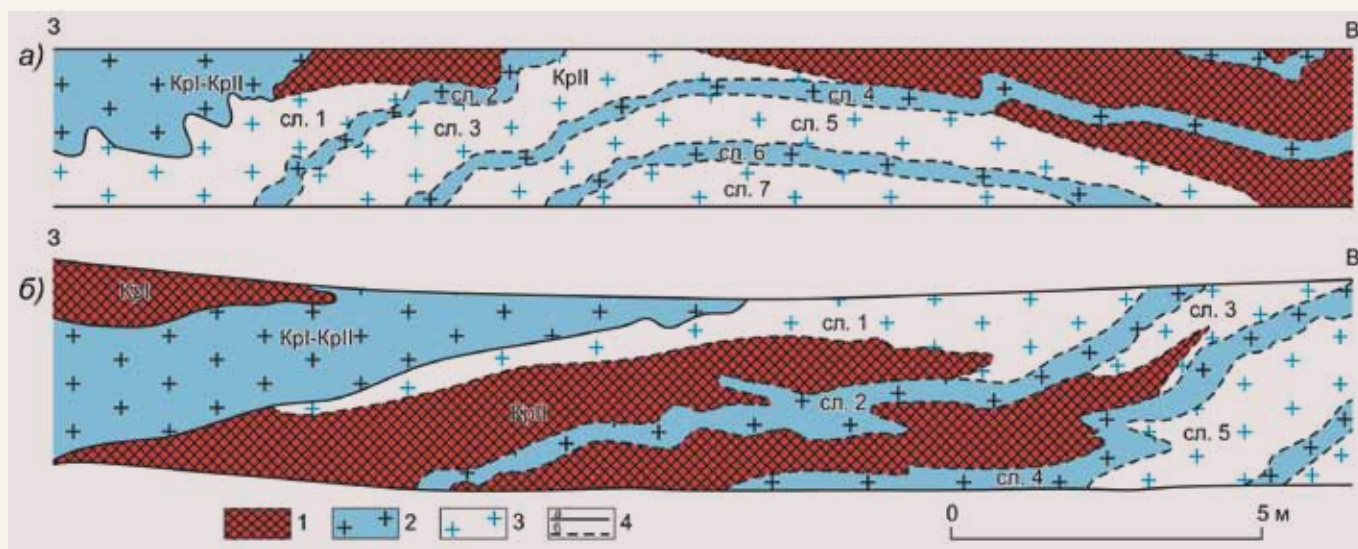 З В
а)
КрI-КрII
КрII
сл. 1
сл. 2
сл. 3
сл. 4
сл. 5
сл. 6
сл. 7
З В
б)
КрI
КрI-КрII
КрII
сл. 1
сл. 2
сл. 3
сл. 4
сл. 5
1 2 3 а б 4 0 5 м